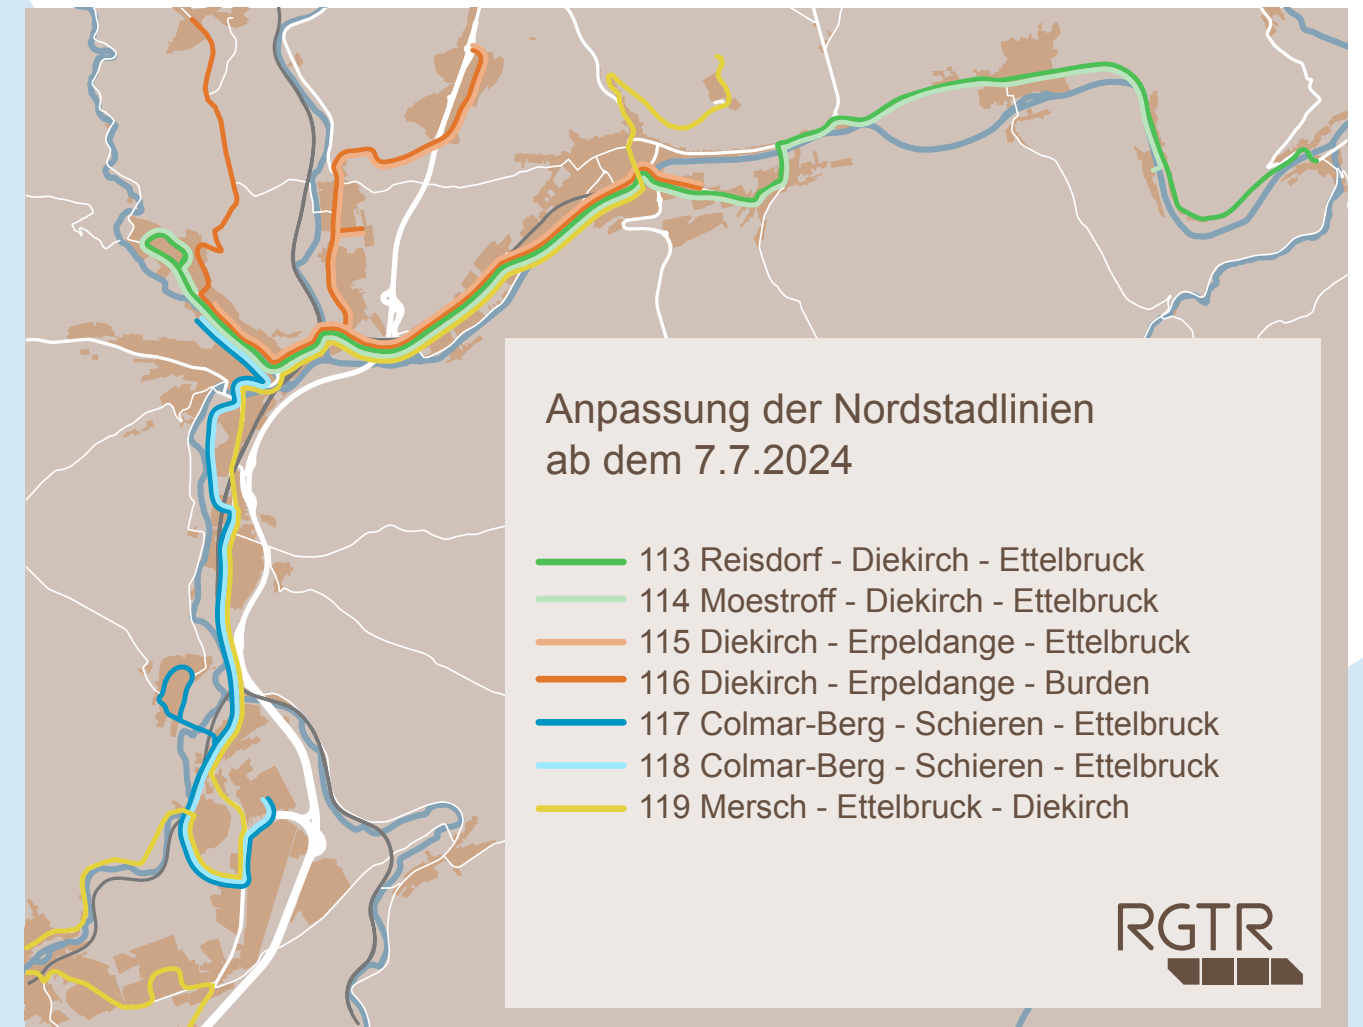 Anpassung der Nordstadlinien
ab dem 7.7.2024
113 Reisdorf - Diekirch - Ettelbruck
114 Moestroff - Diekirch - Ettelbruck
115 Diekirch - Erpeldange - Ettelbruck
116 Diekirch - Erpeldange - Burden
117 Colmar-Berg - Schieren - Ettelbruck
118 Colmar-Berg - Schieren - Ettelbruck
119 Mersch - Ettelbruck - Diekirch
RGTR